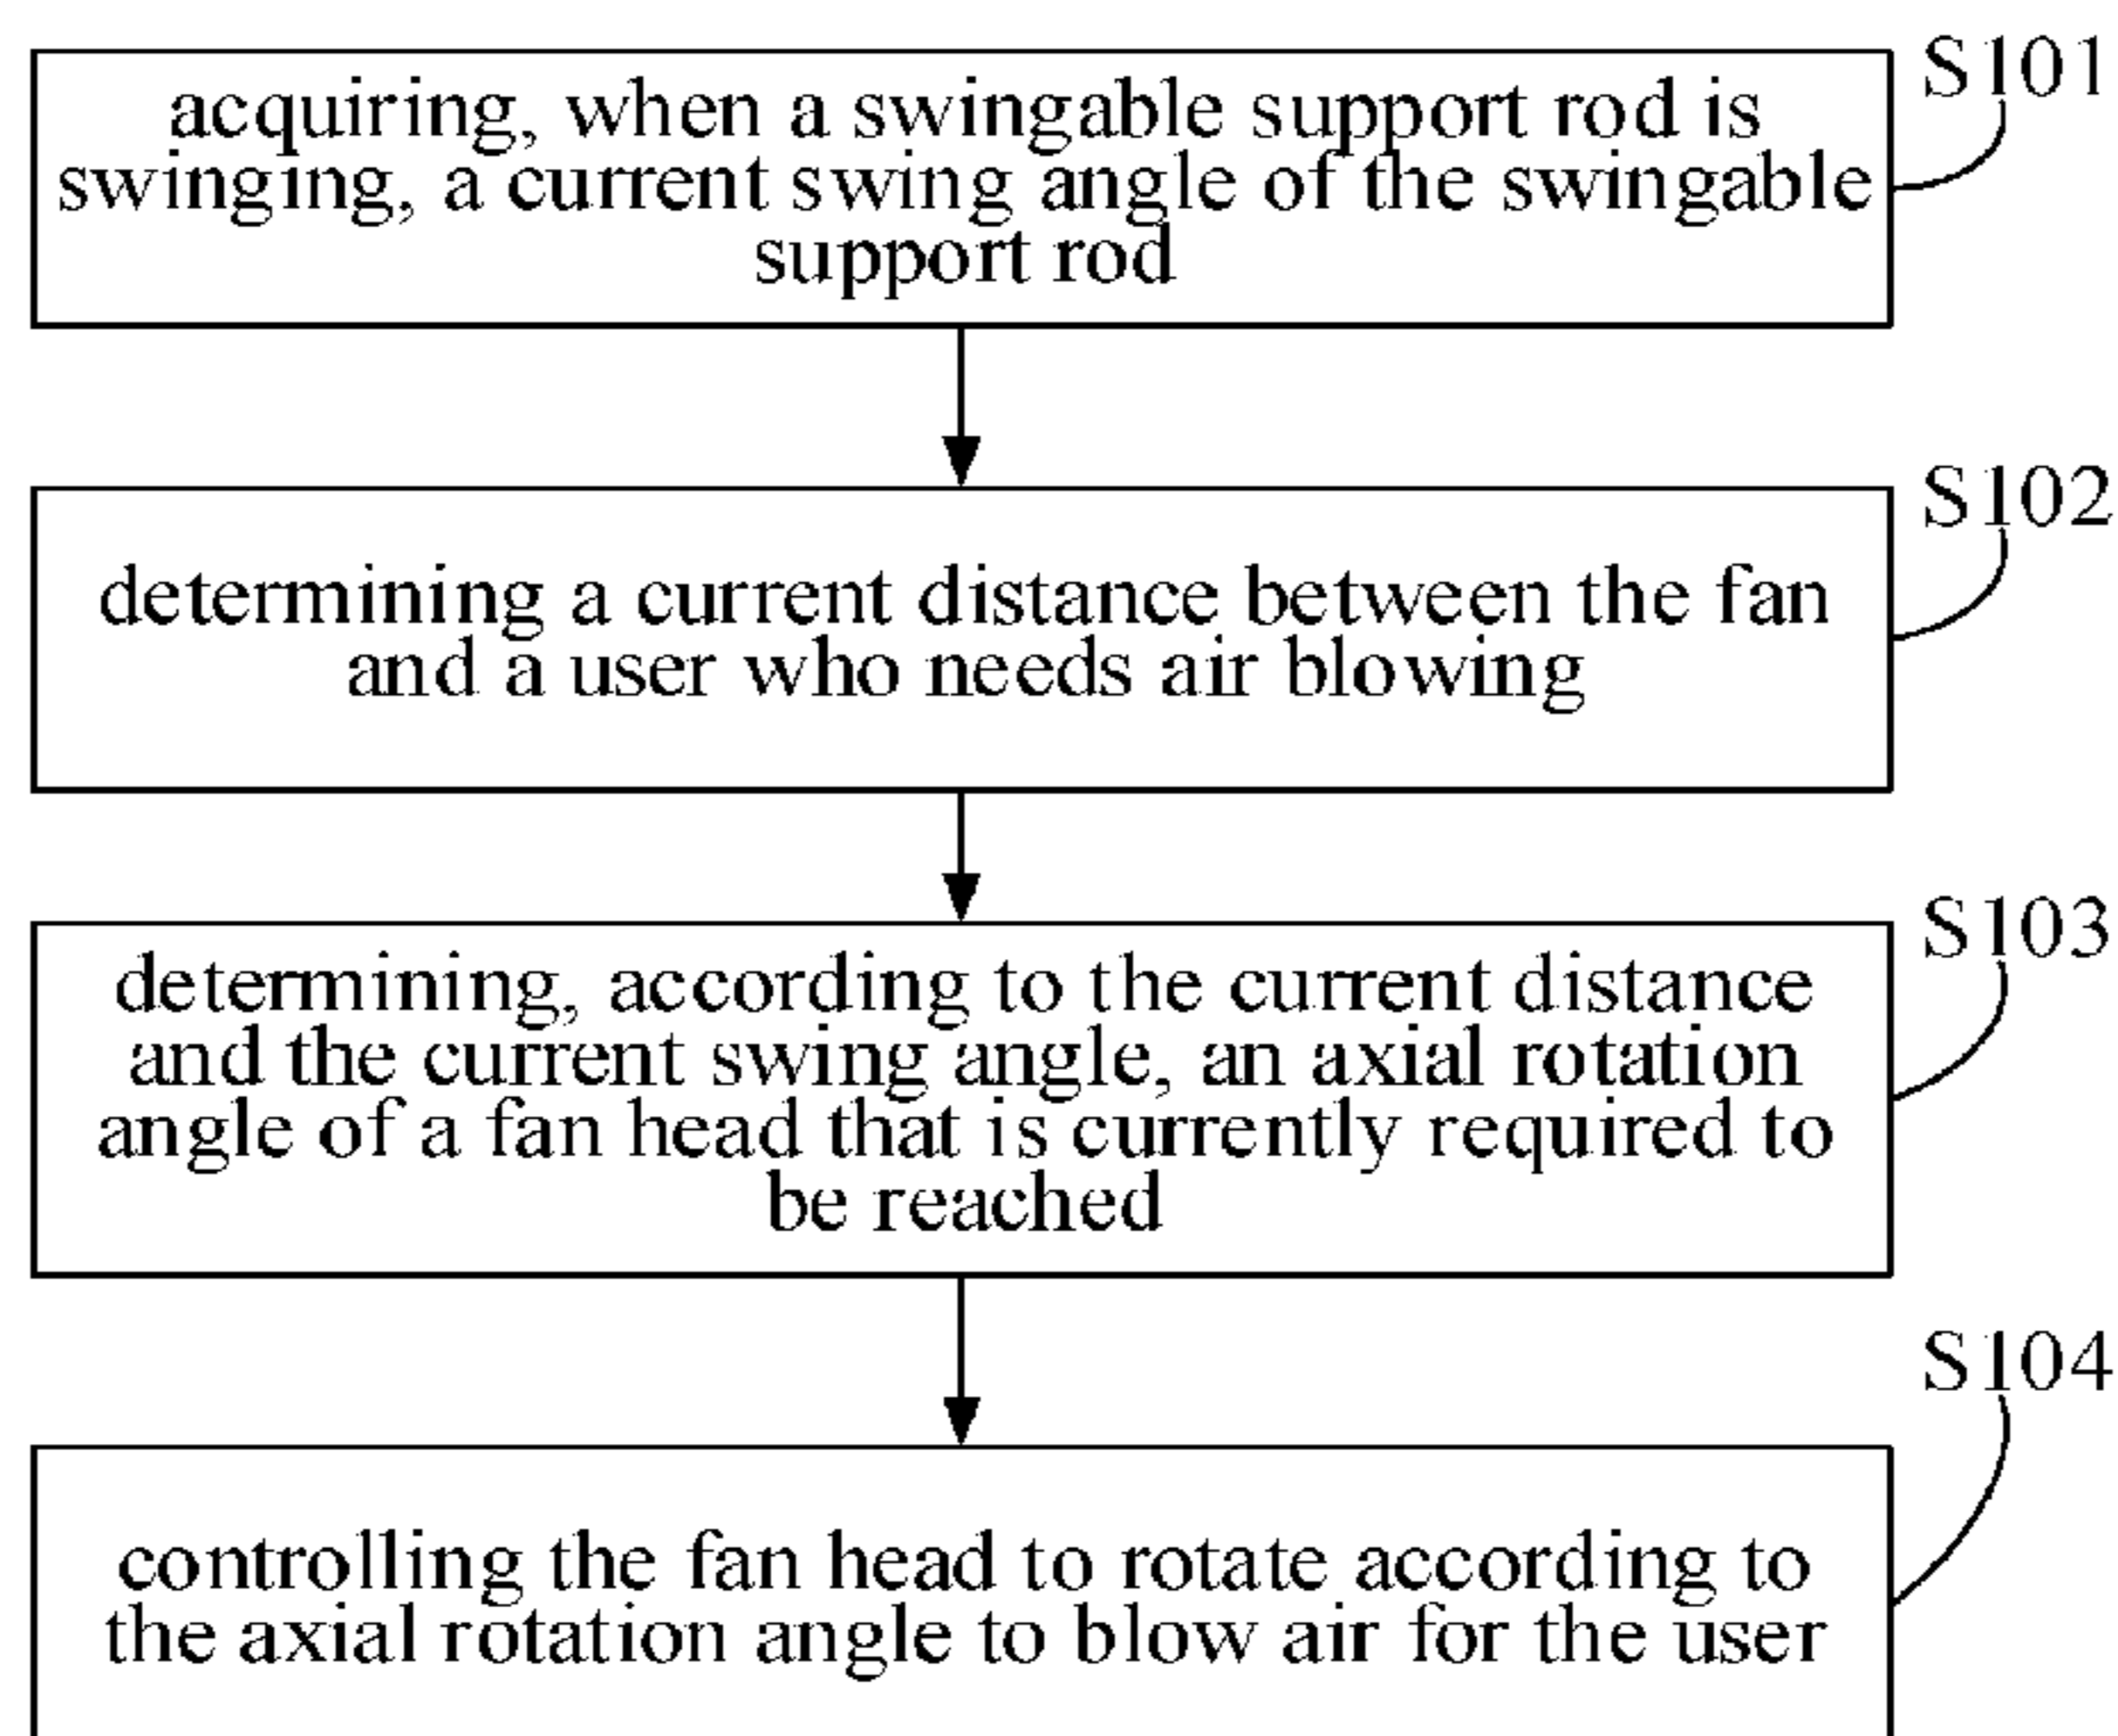 S101
acquiring, when a swingable support rod is
swinging, a current swing angle of the swingable
support rod
S102
determining a current distance between the fan
and a user who needs air blowing
S103
determining, according to the current distance
and the current swing angle, an axial rotation
angle of a fan head that is currently required to
be reached
S104
controlling the fan head to rotate according to
the axial rotation angle to blow air for the user